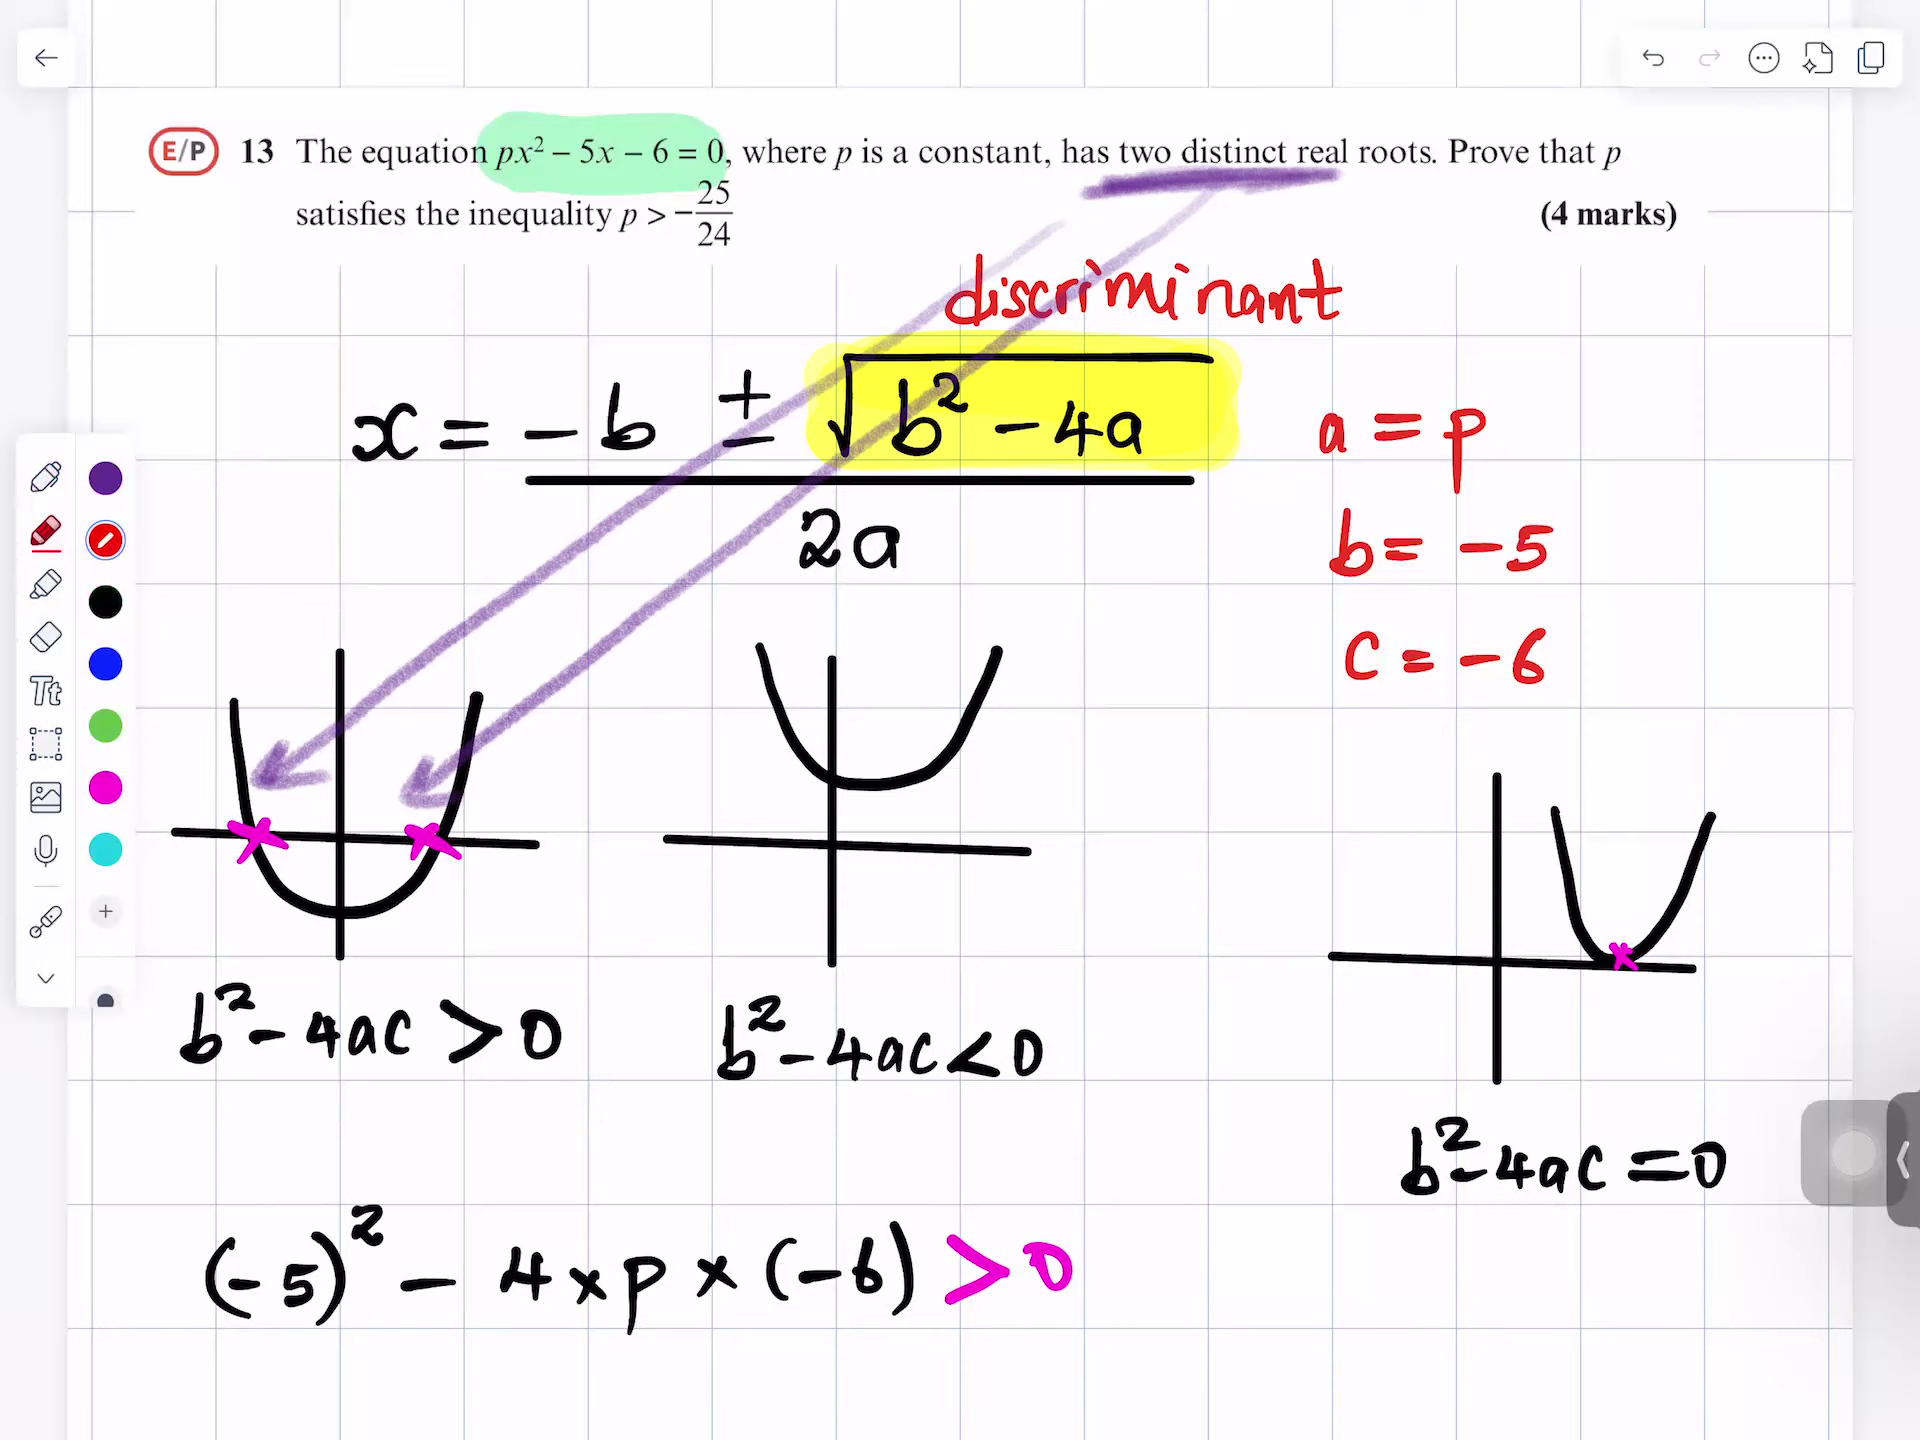 E/P 13 The equation px² – 5x – 6 = 0, where p is a constant, has two distinct real roots. Prove that p
satisfies the inequality p > –25/24 (4 marks)
discriminant
x = –b ± √b² – 4a / 2a
a = p
b = –5
c = –6
Tt
b² – 4ac > 0
b² – 4ac < 0
b² – 4ac = 0
(–5)² – 4 × p × (–6) > 0